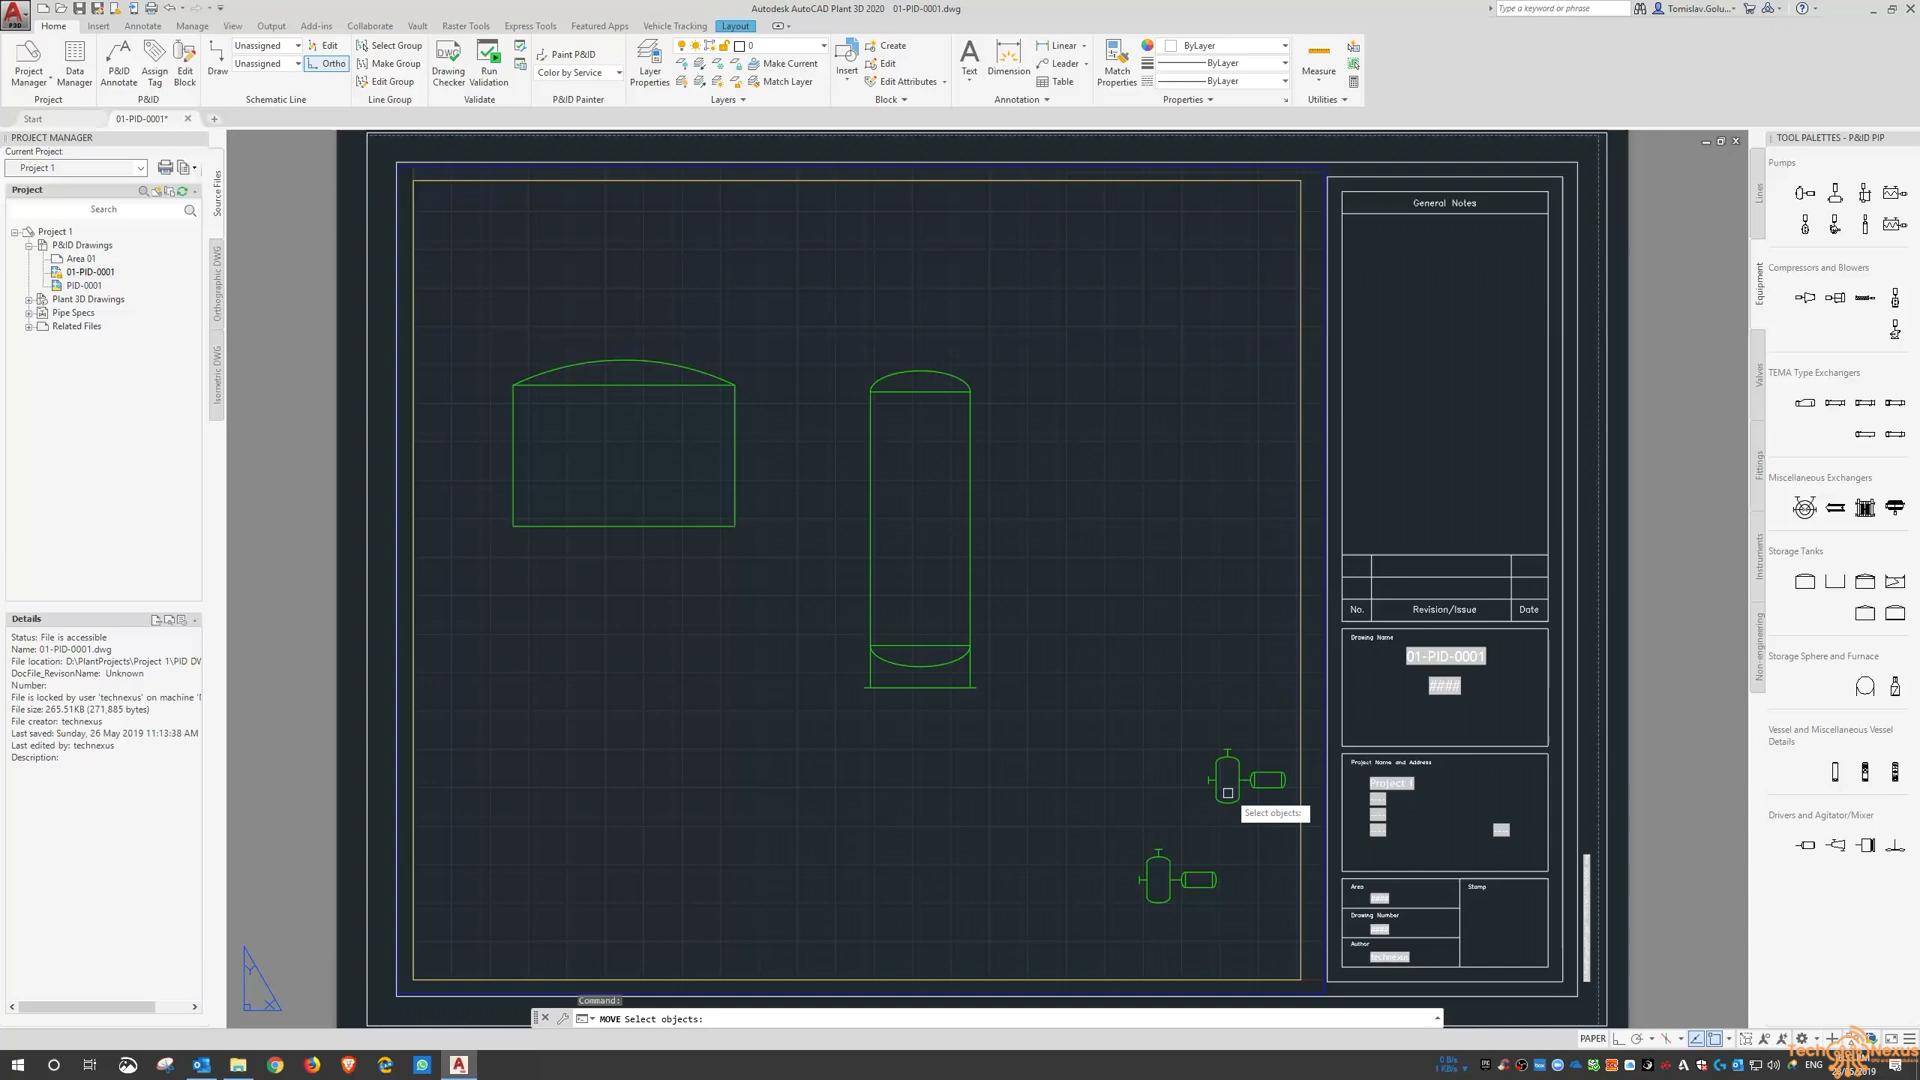 Autodesk AutoCAD Plant 3D 2020 01-PID-0001.dwg
Type a keyword or phrase
Tomislav.Golu...
P3D
Home Insert Annotate Manage View Output Add-ins Collaborate Vault Raster Tools Express Tools Featured Apps Vehicle Tracking Layout
Project Manager
Data Manager
Project
P&ID Annotate
Assign Tag
Edit Block
P&ID
Draw
Unassigned
Unassigned
Edit
Ortho
Schematic Line
Select Group
Make Group
Edit Group
Line Group
Drawing Checker
Run Validation
Validate
Paint P&ID
Color by Service
P&ID Painter
Layer Properties
0
Make Current
Match Layer
Layers
Insert
Create
Edit
Edit Attributes
Block
Text
Dimension
Linear
Leader
Table
Annotation
Match Properties
ByLayer
ByLayer
ByLayer
Properties
Measure
Utilities
Start
01-PID-0001*
PROJECT MANAGER
Current Project:
Project 1
Project
Search
Project 1
P&ID Drawings
Area 01
01-PID-0001
PID-0001
Plant 3D Drawings
Pipe Specs
Related Files
Source Files
Orthographic DWG
Isometric DWG
Details
Status: File is accessible
Name: 01-PID-0001.dwg
File location: D:\PlantProjects\Project 1\PID DW
DocFile_RevisonName: Unknown
Number:
File is locked by user 'technexus' on machine
File size: 265.51KB (271,885 bytes)
File creator: technexus
Last saved: Sunday, 26 May 2019 11:13:38 AM
Last edited by: technexus
Description:
Select objects:
General Notes
No. Revision/Issue Date
Drawing Name
01-PID-0001
####
Project Name and Address
Project 1
----
----
----
----
Area
####
Stamp
Drawing Number
####
Author
technexus
Command:
MOVE Select objects:
Y
X
TOOL PALETTES - P&ID PIP
Lines
Equipment
Valves
Fittings
Instruments
Non-engineering
Pumps
Compressors and Blowers
TEMA Type Exchangers
Miscellaneous Exchangers
Storage Tanks
Storage Sphere and Furnace
Vessel and Miscellaneous Vessel Details
Drivers and Agitator/Mixer
PAPER
0 B/s
1 KB/s
ENG